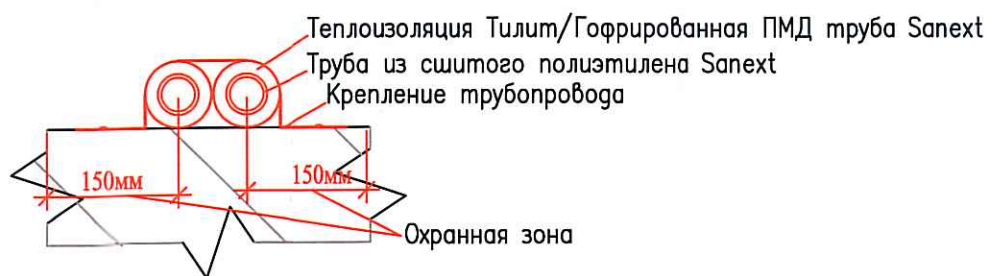 Теплоизоляция Тилит/Гофрированная ПМД труба Sanext
Труба из сшитого полиэтилена Sanext
Крепление трубопровода
150мм
150мм
Охранная зона